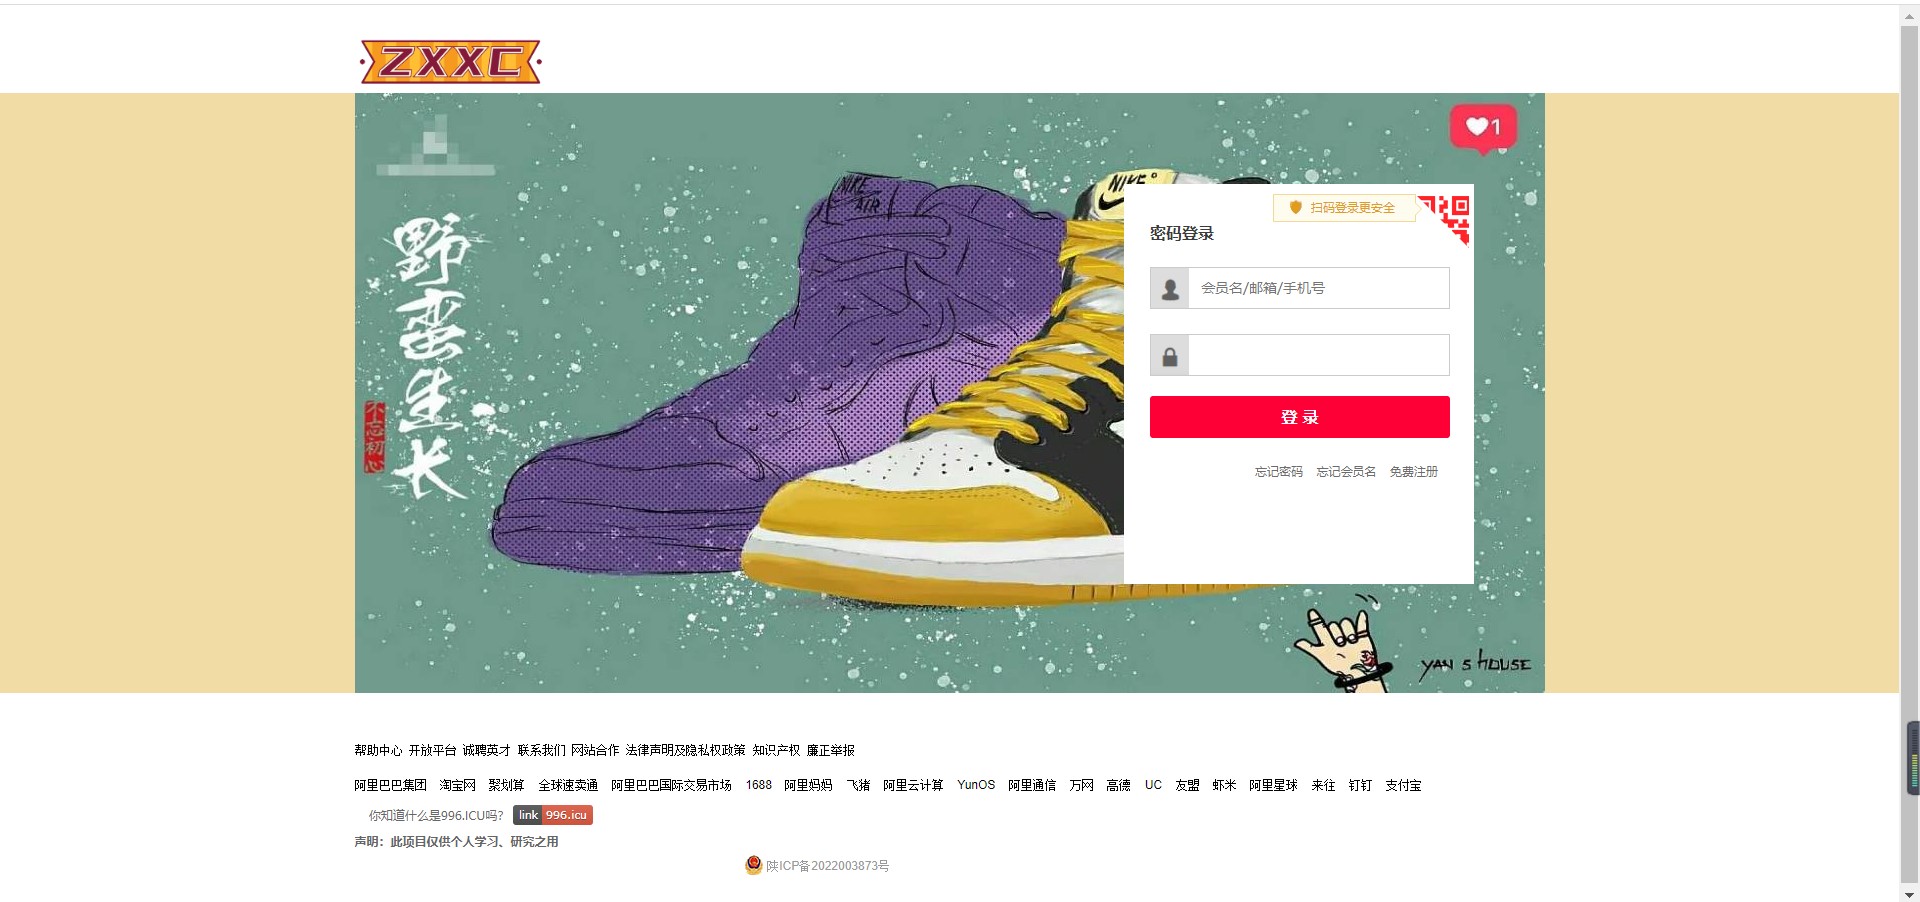 ZXXC
1
野蛮生长
不忘初心
NIKE
AIR
NIKE
扫码登录更安全
密码登录
会员名/邮箱/手机号
登 录
忘记密码 忘记会员名 免费注册
YAN S HOUSE
帮助中心 开放平台 诚聘英才 联系我们 网站合作 法律声明及隐私权政策 知识产权 廉正举报
阿里巴巴集团 淘宝网 聚划算 全球速卖通 阿里巴巴国际交易市场 1688 阿里妈妈 飞猪 阿里云计算 YunOS 阿里通信 万网 高德 UC 友盟 虾米 阿里星球 来往 钉钉 支付宝
你知道什么是996.ICU吗? link 996.icu
声明：此项目仅供个人学习、研究之用
陕ICP备2022003873号